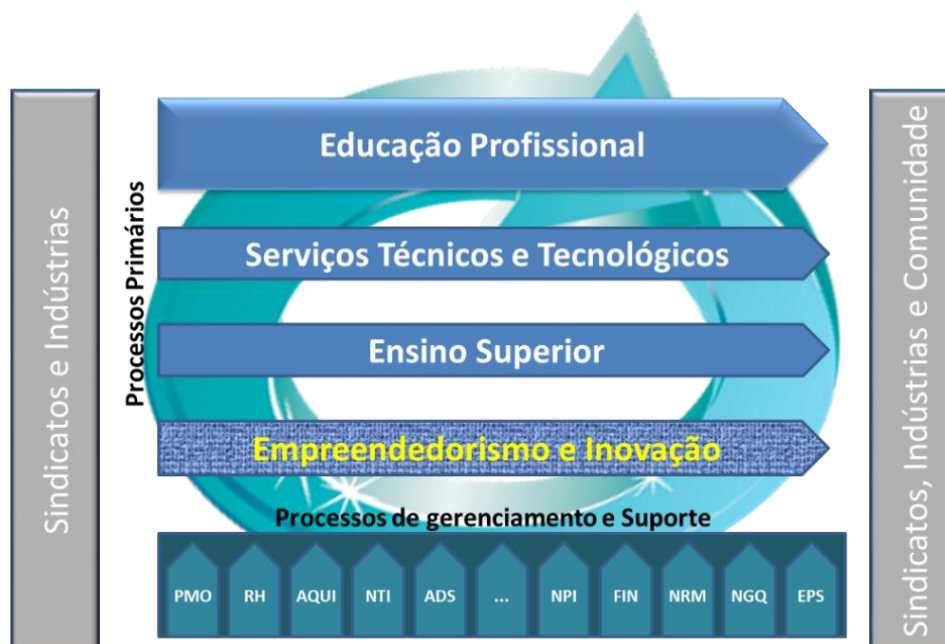 Sindicatos e Indústrias
Processos Primários
Educação Profissional
Serviços Técnicos e Tecnológicos
Ensino Superior
Empreendedorismo e Inovação
Processos de gerenciamento e Suporte
PMO RH AQUI NTI ADS ... NPI FIN NRM NGQ EPS
Sindicatos, Indústrias e Comunidade